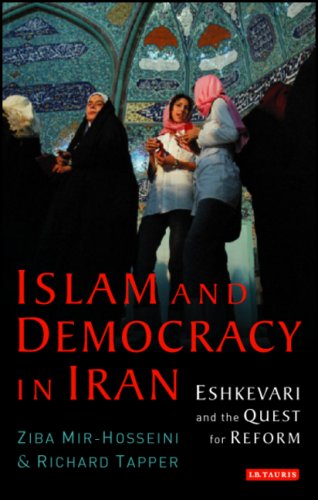 ISLAM AND
DEMOCRACY
IN IRAN
ESHKEVARI
and the QUEST
for REFORM
ZIBA MIR-HOSSEINI
& RICHARD TAPPER
I.B.TAURIS